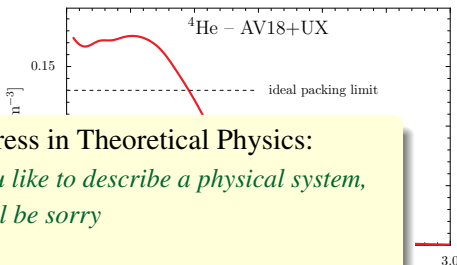 ⁴He – AV18+UX
0.15
ideal packing limit
m⁻³]
ress in Theoretical Physics:
u like to describe a physical system,
l be sorry
3.0